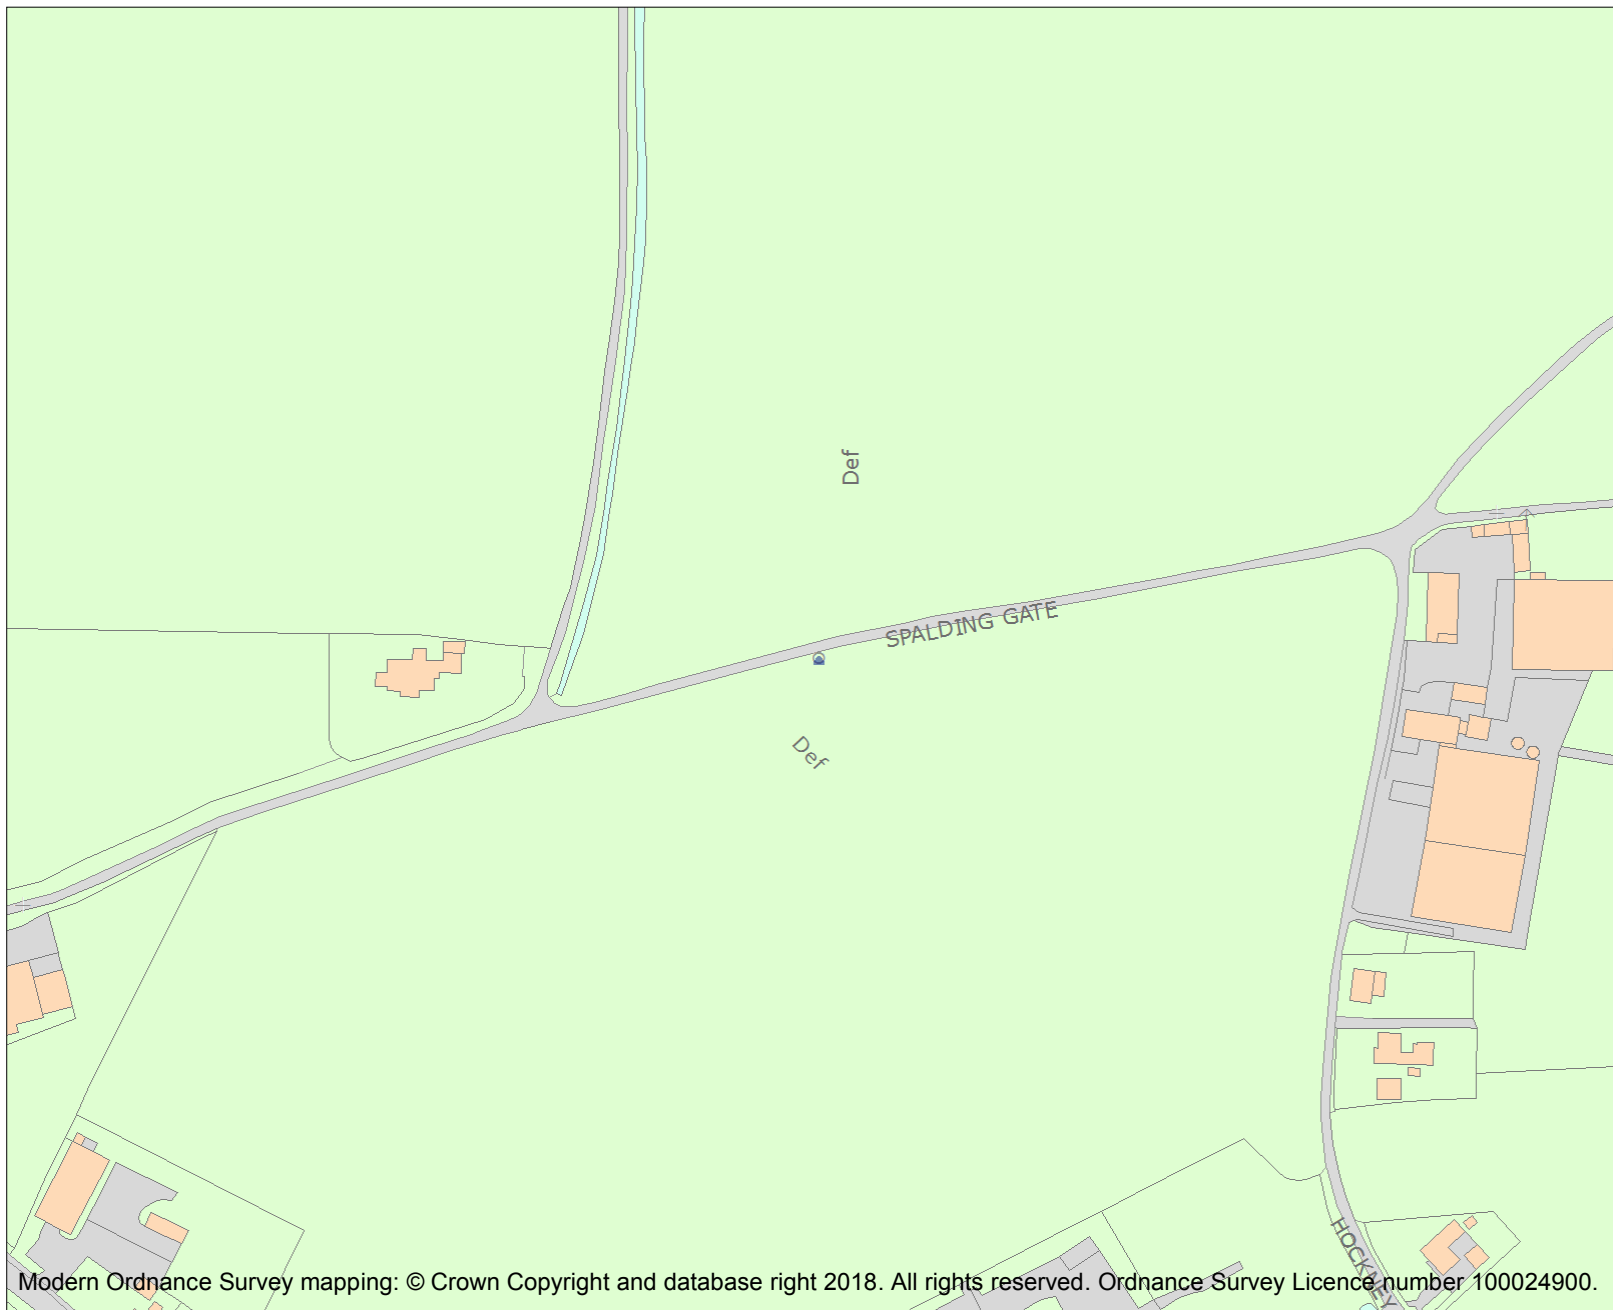 Def
SPALDING GATE
Def
HOCKNEY
Modern Ordnance Survey mapping: © Crown Copyright and database right 2018. All rights reserved. Ordnance Survey Licence number 100024900.